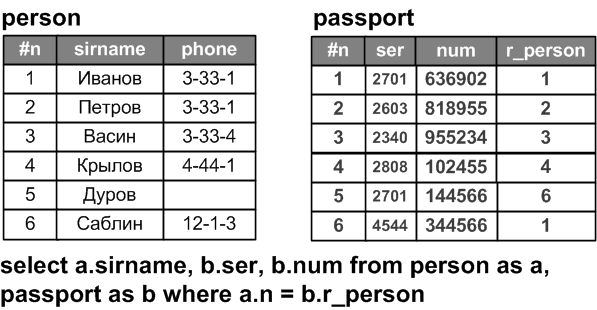 person passport
#n sirname phone #n ser num r_person
1 Иванов 3-33-1 1 2701 636902 1
2 Петров 3-33-1 2 2603 818955 2
3 Васин 3-33-4 3 2340 955234 3
4 Крылов 4-44-1 4 2808 102455 4
5 Дуров 5 2701 144566 6
6 Саблин 12-1-3 6 4544 344566 1
select a.sirname, b.ser, b.num from person as a,
passport as b where a.n = b.r_person